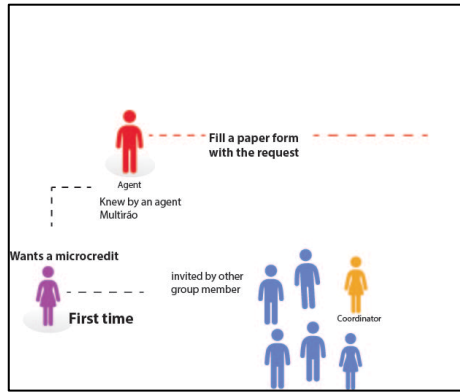 Fill a paper form
with the request
Agent
Knew by an agent
Multirão
Wants a microcredit
invited by other
group member
First time
Coordinator